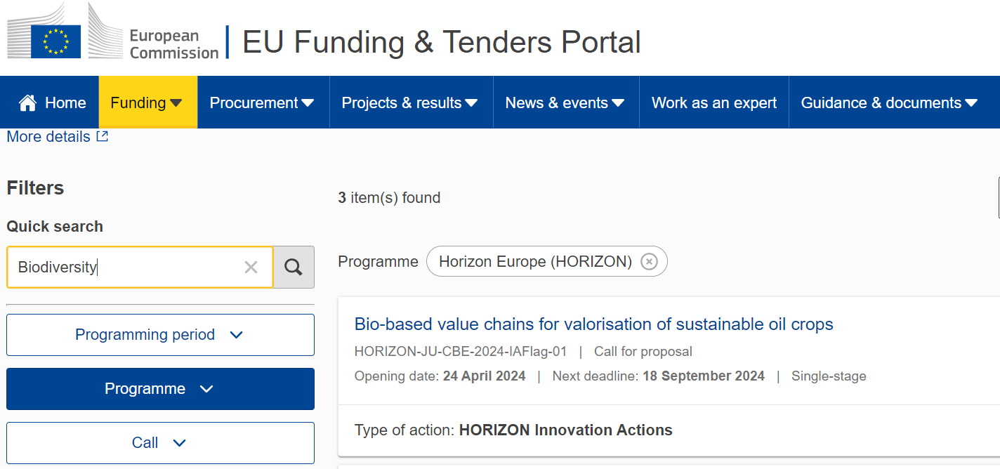 European
Commission
EU Funding & Tenders Portal
Home
Funding
Procurement
Projects & results
News & events
Work as an expert
Guidance & documents
More details
Filters
Quick search
Biodiversity
Programming period
Programme
Call
3 item(s) found
Programme Horizon Europe (HORIZON)
Bio-based value chains for valorisation of sustainable oil crops
HORIZON-JU-CBE-2024-IAFlag-01 | Call for proposal
Opening date: 24 April 2024 | Next deadline: 18 September 2024 | Single-stage
Type of action: HORIZON Innovation Actions